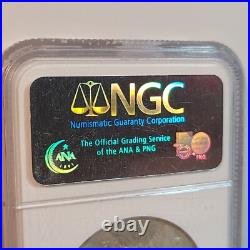 NGC
Numismatic Guaranty Corporation
The Official Grading Service
of the ANA & PNG
ANA
PNG